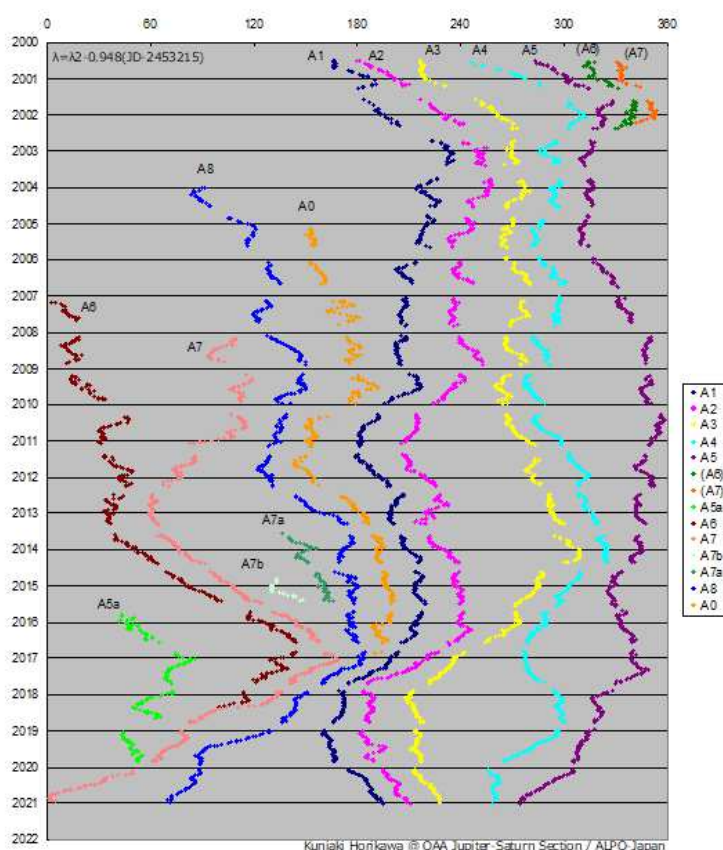 0 60 120 180 240 300 360
2000
λ=λ2-0.948(JD-2453215)
A1 A2 A3 A4 A5 (A6) (A7)
2001
2002
2003
2004
A8
2005
A0
2006
2007
A6
2008
A7
2009
2010
2011
2012
2013
A7a
2014
A7b
2015
A5a
2016
2017
2018
2019
2020
2021
2022
A1
A2
A3
A4
A5
(A6)
(A7)
A5a
A6
A7
A7b
A7a
A8
A0
Kuniaki Horikawa @ OAA Jupiter-Saturn Section / ALPO-Japan